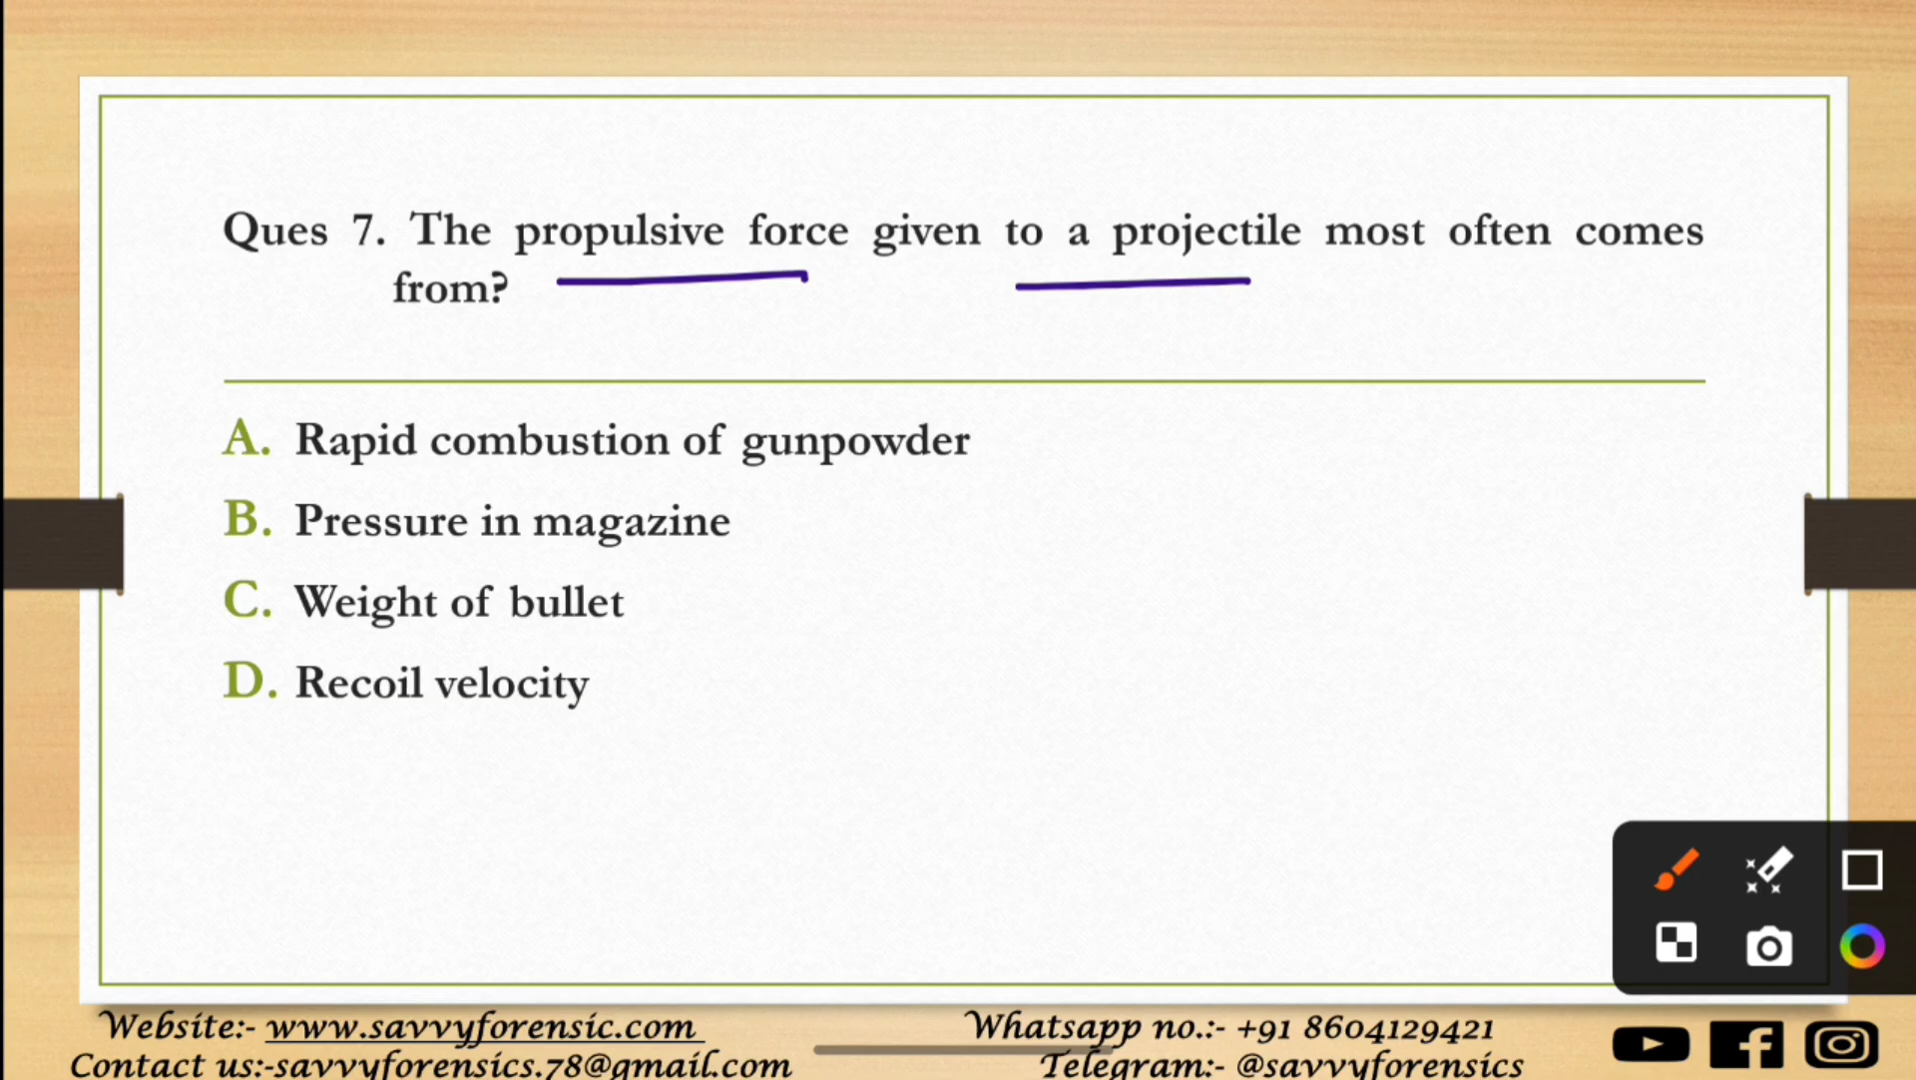 Ques 7. The propulsive force given to a projectile most often comes
from?
A. Rapid combustion of gunpowder
B. Pressure in magazine
C. Weight of bullet
D. Recoil velocity
Website:- www.savvyforensic.com
Whatsapp no.:- +91 8604129421
Contact us:-savvyforensics.78@gmail.com
Telegram:- @savvyforensics